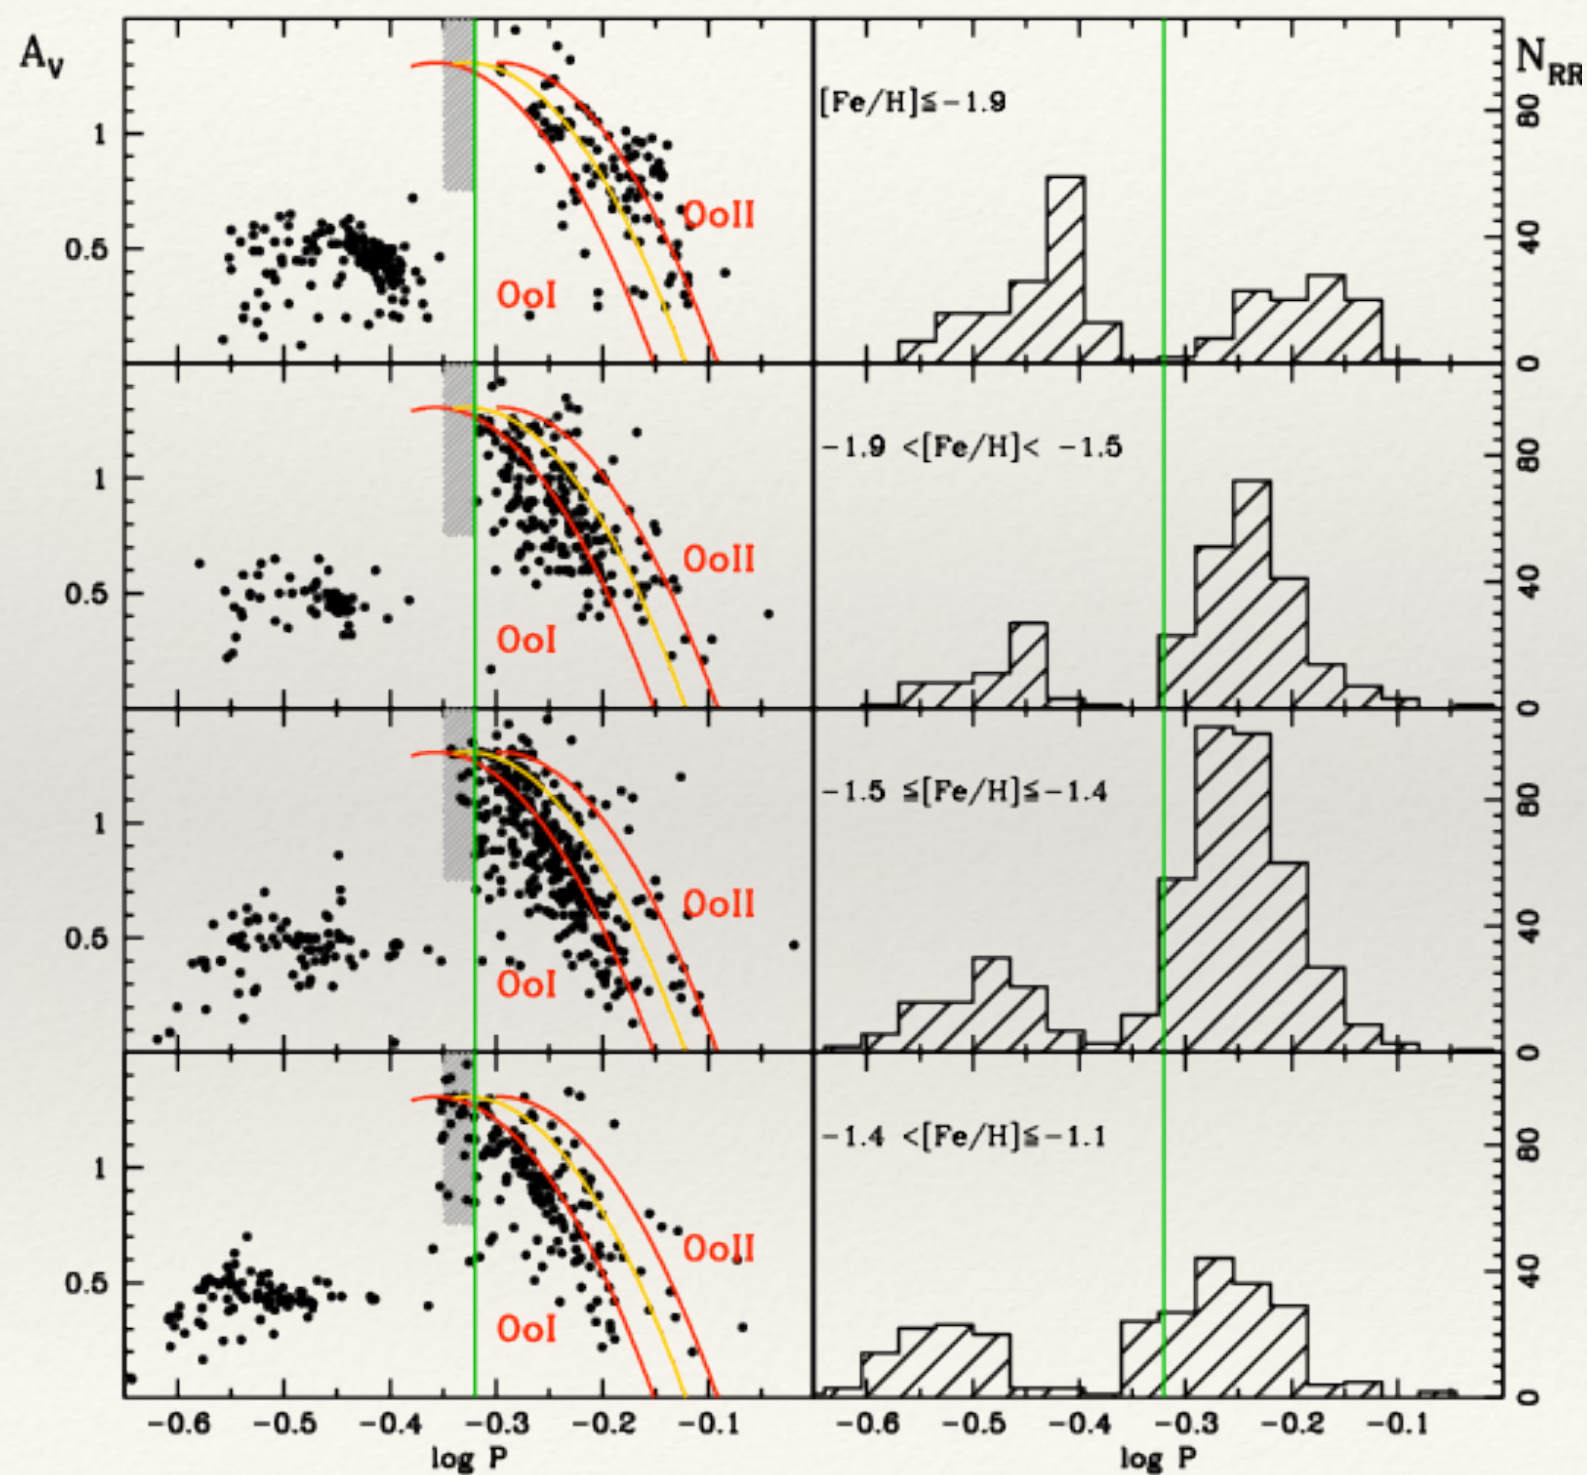 A_V
N_RR
[Fe/H]≦−1.9
80
1
OoII
0.5
40
OoI
0
−1.9 <[Fe/H]< −1.5
80
1
OoII
0.5
40
OoI
0
−1.5 ≦[Fe/H]≦−1.4
80
1
OoII
0.5
40
OoI
0
−1.4 <[Fe/H]≦−1.1
80
1
OoII
0.5
40
OoI
0
−0.6 −0.5 −0.4 −0.3 −0.2 −0.1 −0.6 −0.5 −0.4 −0.3 −0.2 −0.1
log P log P